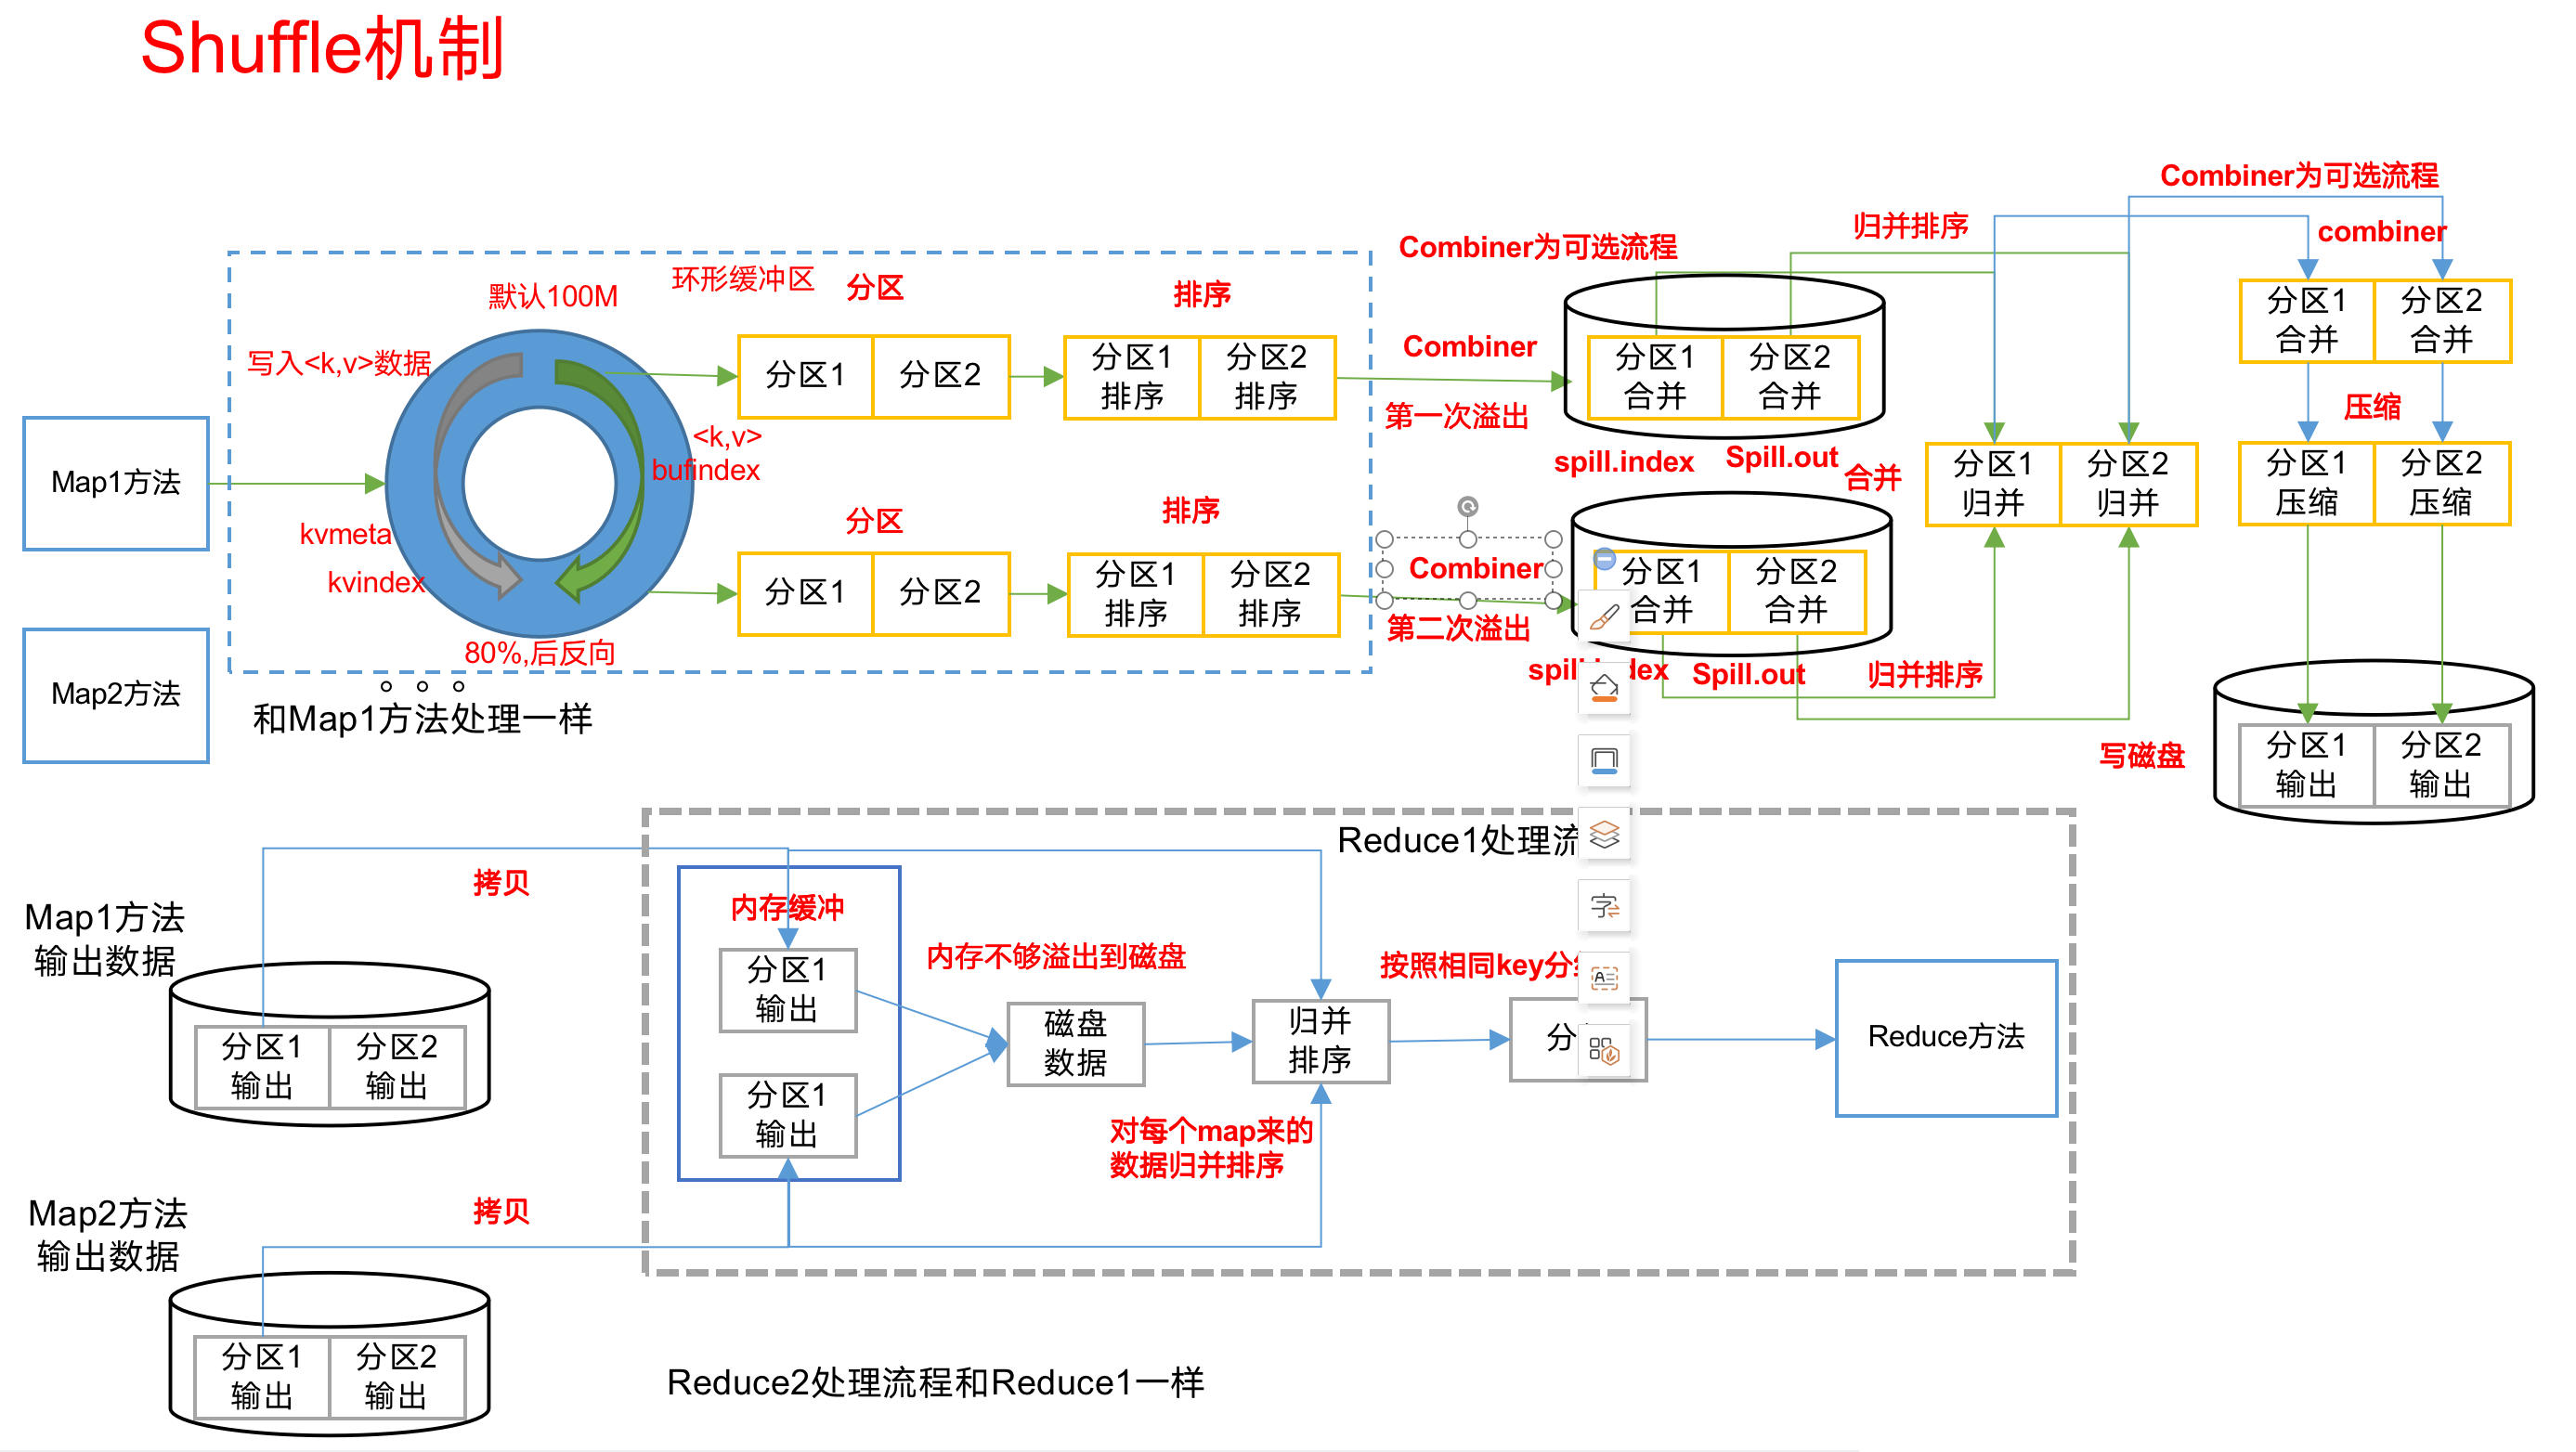 Shuffle机制
Combiner为可选流程
归并排序
combiner
Combiner为可选流程
环形缓冲区
分区
排序
默认100M
写入<k,v>数据
分区1
合并
分区2
合并
Combiner
分区1
分区2
分区1
排序
分区2
排序
分区1
合并
分区2
合并
第一次溢出
压缩
<k,v>
bufindex
spill.index
Spill.out
合并
Map1方法
分区1
归并
分区2
归并
分区1
压缩
分区2
压缩
kvmeta
kvindex
分区
排序
Combiner
分区1
分区2
分区1
排序
分区2
排序
分区1
合并
分区2
合并
第二次溢出
80%,后反向
Map2方法
Spill.out
归并排序
和Map1方法处理一样
写磁盘
分区1
输出
分区2
输出
Reduce1处理流
拷贝
内存缓冲
Map1方法
输出数据
内存不够溢出到磁盘
按照相同key分
分区1
输出
磁盘
数据
归并
排序
分
Reduce方法
分区1
输出
分区2
输出
分区1
输出
对每个map来的
数据归并排序
拷贝
Map2方法
输出数据
分区1
输出
分区2
输出
Reduce2处理流程和Reduce1一样